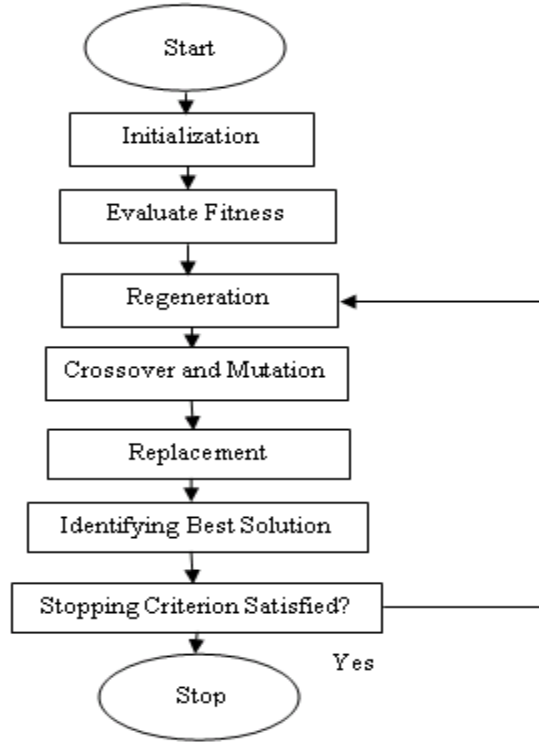 Start
Initialization
Evaluate Fitness
Regeneration
Crossover and Mutation
Replacement
Identifying Best Solution
Stopping Criterion Satisfied?
Yes
Stop